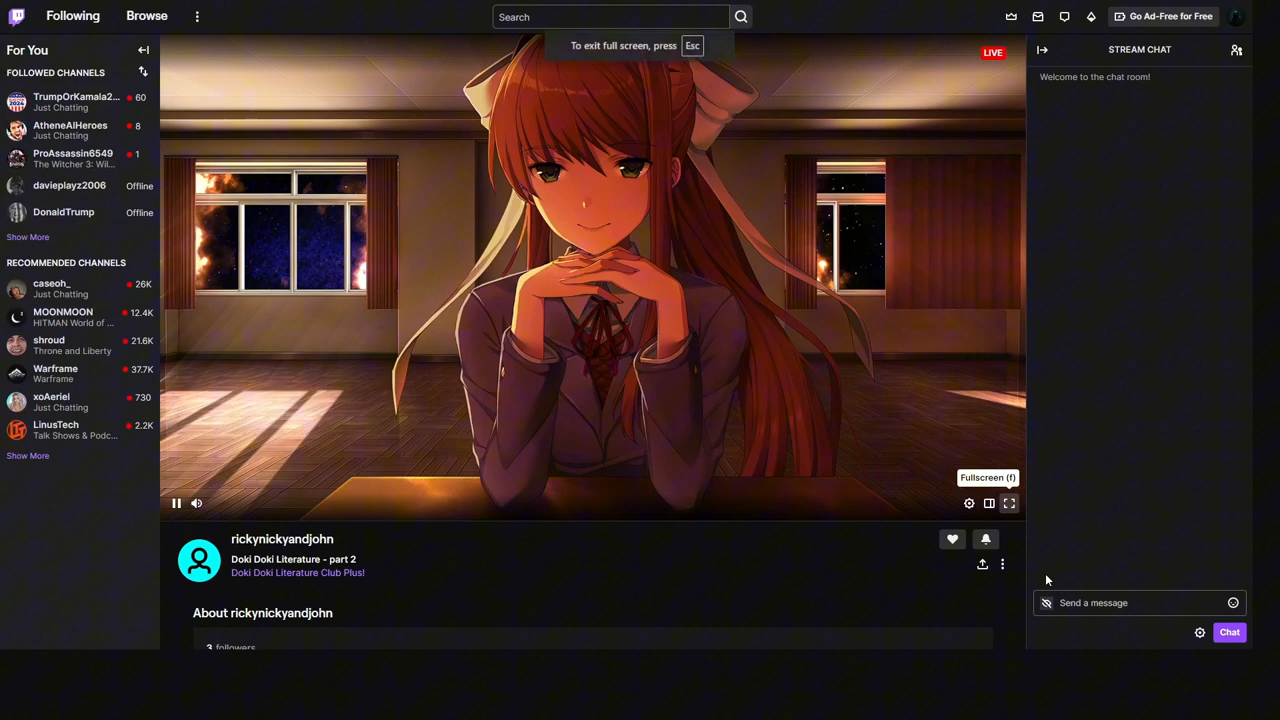 Following
Browse
Search
Go Ad-Free for Free
For You
FOLLOWED CHANNELS
TrumpOrKamala2...
60
Just Chatting
AtheneAIHeroes
8
Just Chatting
ProAssassin6549
1
The Witcher 3: Wil...
davieplayz2006
Offline
DonaldTrump
Offline
Show More
RECOMMENDED CHANNELS
caseoh_
26K
Just Chatting
MOONMOON
12.4K
HITMAN World of ...
shroud
21.6K
Throne and Liberty
Warframe
37.7K
Warframe
xoAeriel
730
Just Chatting
LinusTech
2.2K
Talk Shows & Podc...
Show More
To exit full screen, press Esc
LIVE
Fullscreen (f)
rickynickyandjohn
Doki Doki Literature - part 2
Doki Doki Literature Club Plus!
About rickynickyandjohn
3 followers
STREAM CHAT
Welcome to the chat room!
Send a message
Chat